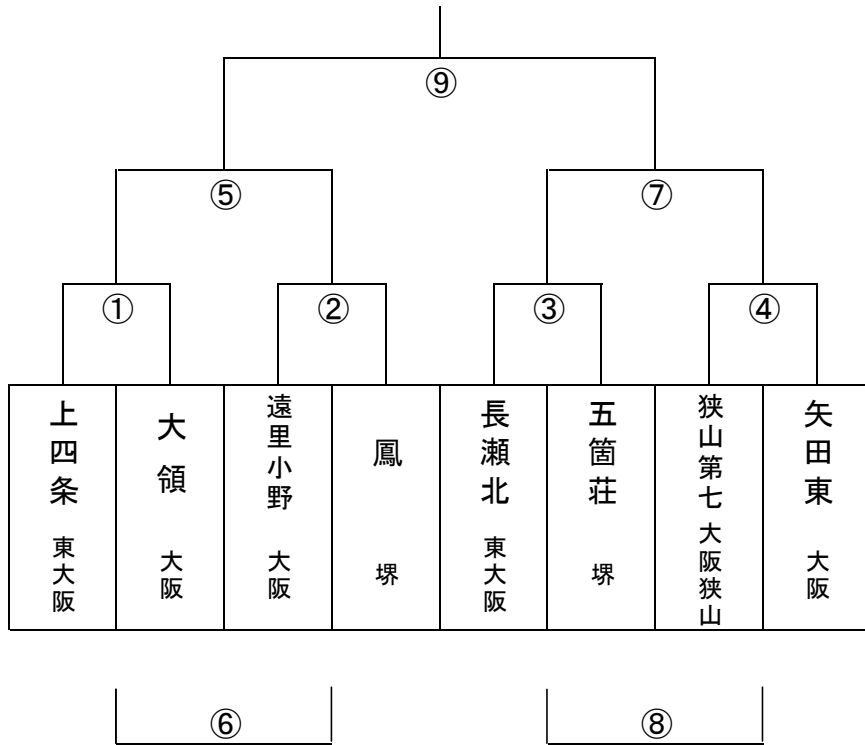 ⑨
⑤
⑦
①
②
③
④
上四条 東大阪
大領 大阪
遠里小野 大阪
鳳 堺
長瀬北 東大阪
五箇荘 堺
狭山第七 大阪狭山
矢田東 大阪
⑥
⑧